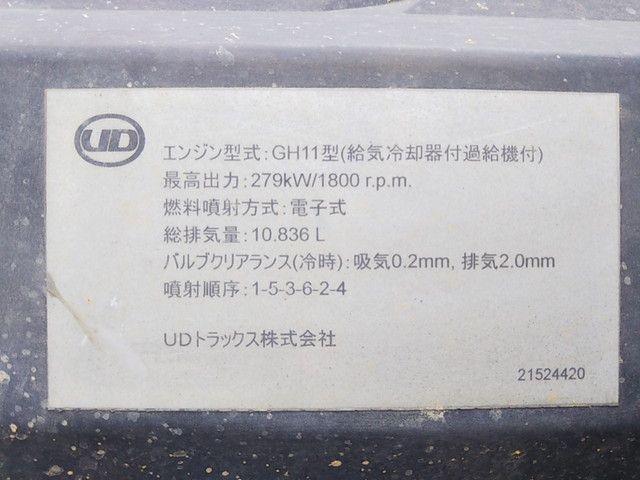 UD
エンジン型式:GH11型(給気冷却器付過給機付)
最高出力:279kW/1800 r.p.m.
燃料噴射方式:電子式
総排気量:10.836 L
バルブクリアランス(冷時):吸気0.2mm, 排気2.0mm
噴射順序:1-5-3-6-2-4
UDトラックス株式会社
21524420